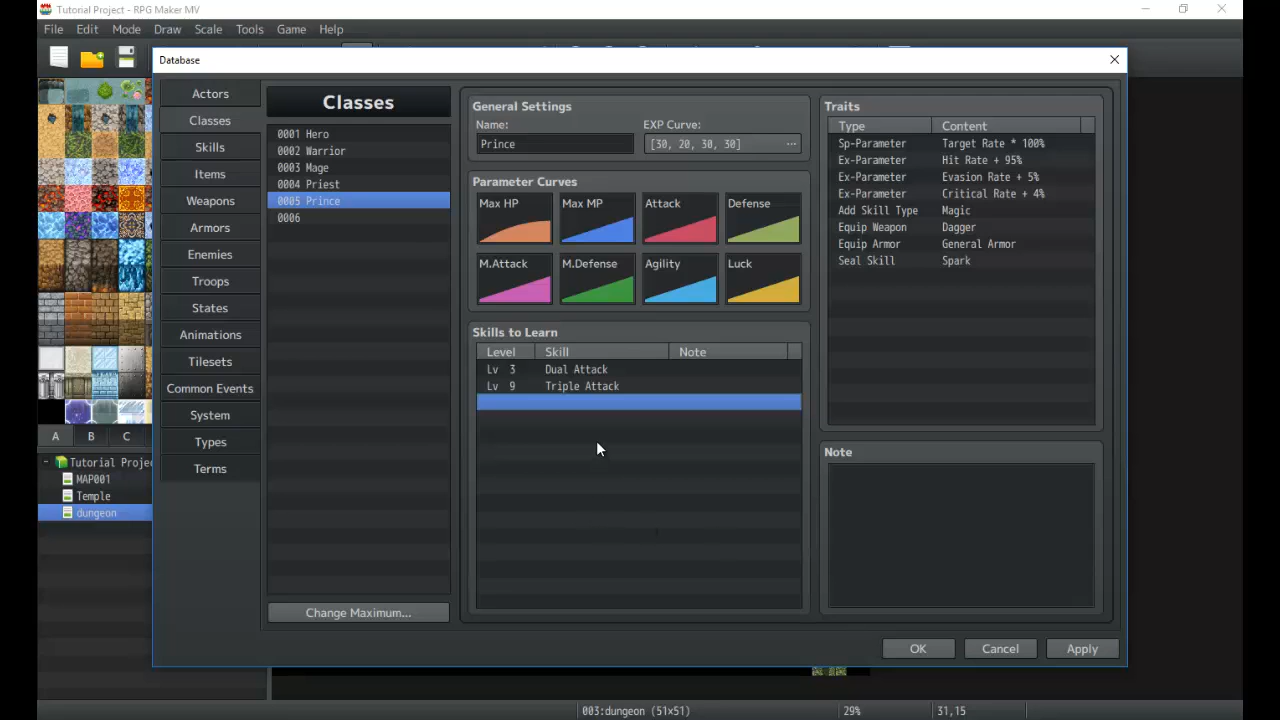 Tutorial Project - RPG Maker MV
File Edit Mode Draw Scale Tools Game Help
Database
Actors
Classes
Skills
Items
Weapons
Armors
Enemies
Troops
States
Animations
Tilesets
Common Events
System
Types
Terms
Classes
0001 Hero
0002 Warrior
0003 Mage
0004 Priest
0005 Prince
0006
Change Maximum...
General Settings
Name: EXP Curve:
Prince [30, 20, 30, 30] ...
Parameter Curves
Max HP Max MP Attack Defense
M.Attack M.Defense Agility Luck
Skills to Learn
Level Skill Note
Lv 3 Dual Attack
Lv 9 Triple Attack
Traits
Type Content
Sp-Parameter Target Rate * 100%
Ex-Parameter Hit Rate + 95%
Ex-Parameter Evasion Rate + 5%
Ex-Parameter Critical Rate + 4%
Add Skill Type Magic
Equip Weapon Dagger
Equip Armor General Armor
Seal Skill Spark
Note
OK Cancel Apply
A B C
Tutorial Projec
MAP001
Temple
dungeon
003:dungeon (51x51) 29% 31,15